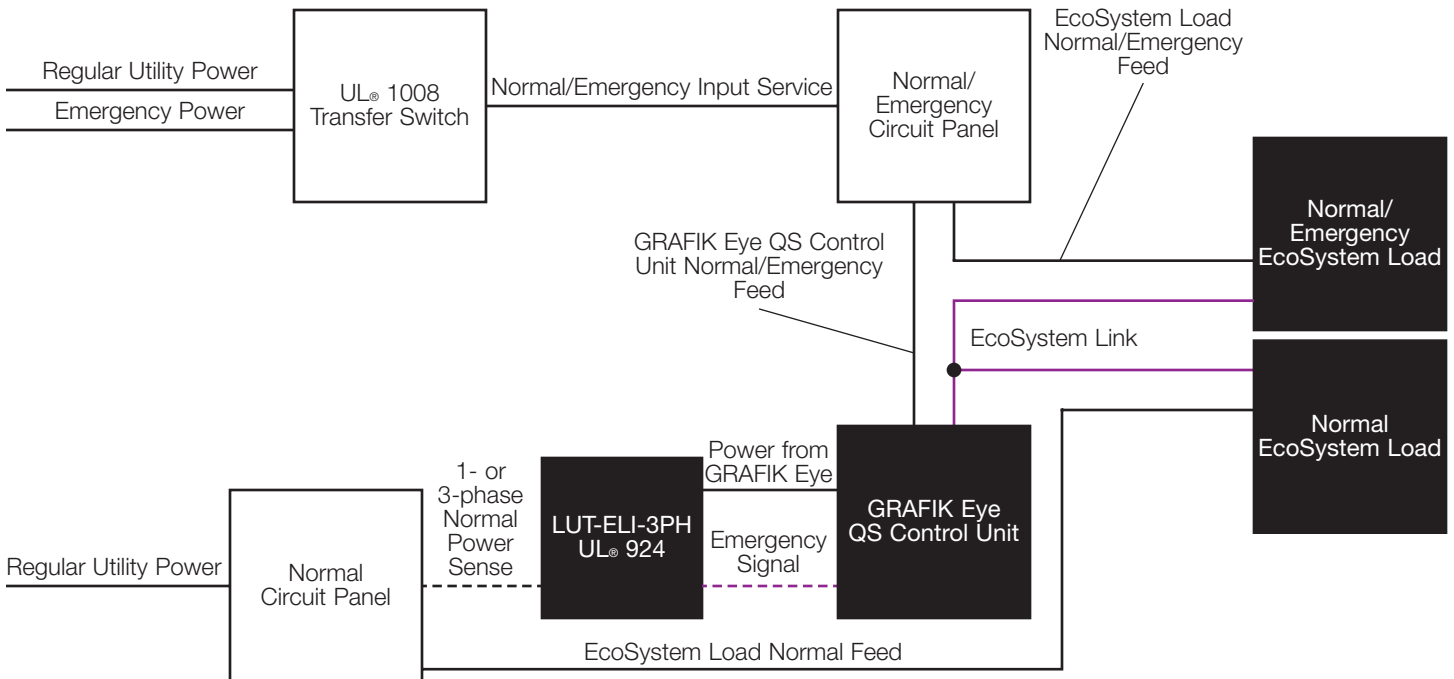 EcoSystem Load
Normal/Emergency
Feed
Regular Utility Power
Emergency Power
UL® 1008
Transfer Switch
Normal/Emergency Input Service
Normal/
Emergency
Circuit Panel
Normal/
Emergency
EcoSystem Load
GRAFIK Eye QS Control
Unit Normal/Emergency
Feed
EcoSystem Link
Normal
EcoSystem Load
1- or
3-phase
Normal
Power
Sense
LUT-ELI-3PH
UL® 924
Power from
GRAFIK Eye
Emergency
Signal
GRAFIK Eye
QS Control Unit
Regular Utility Power
Normal
Circuit Panel
EcoSystem Load Normal Feed